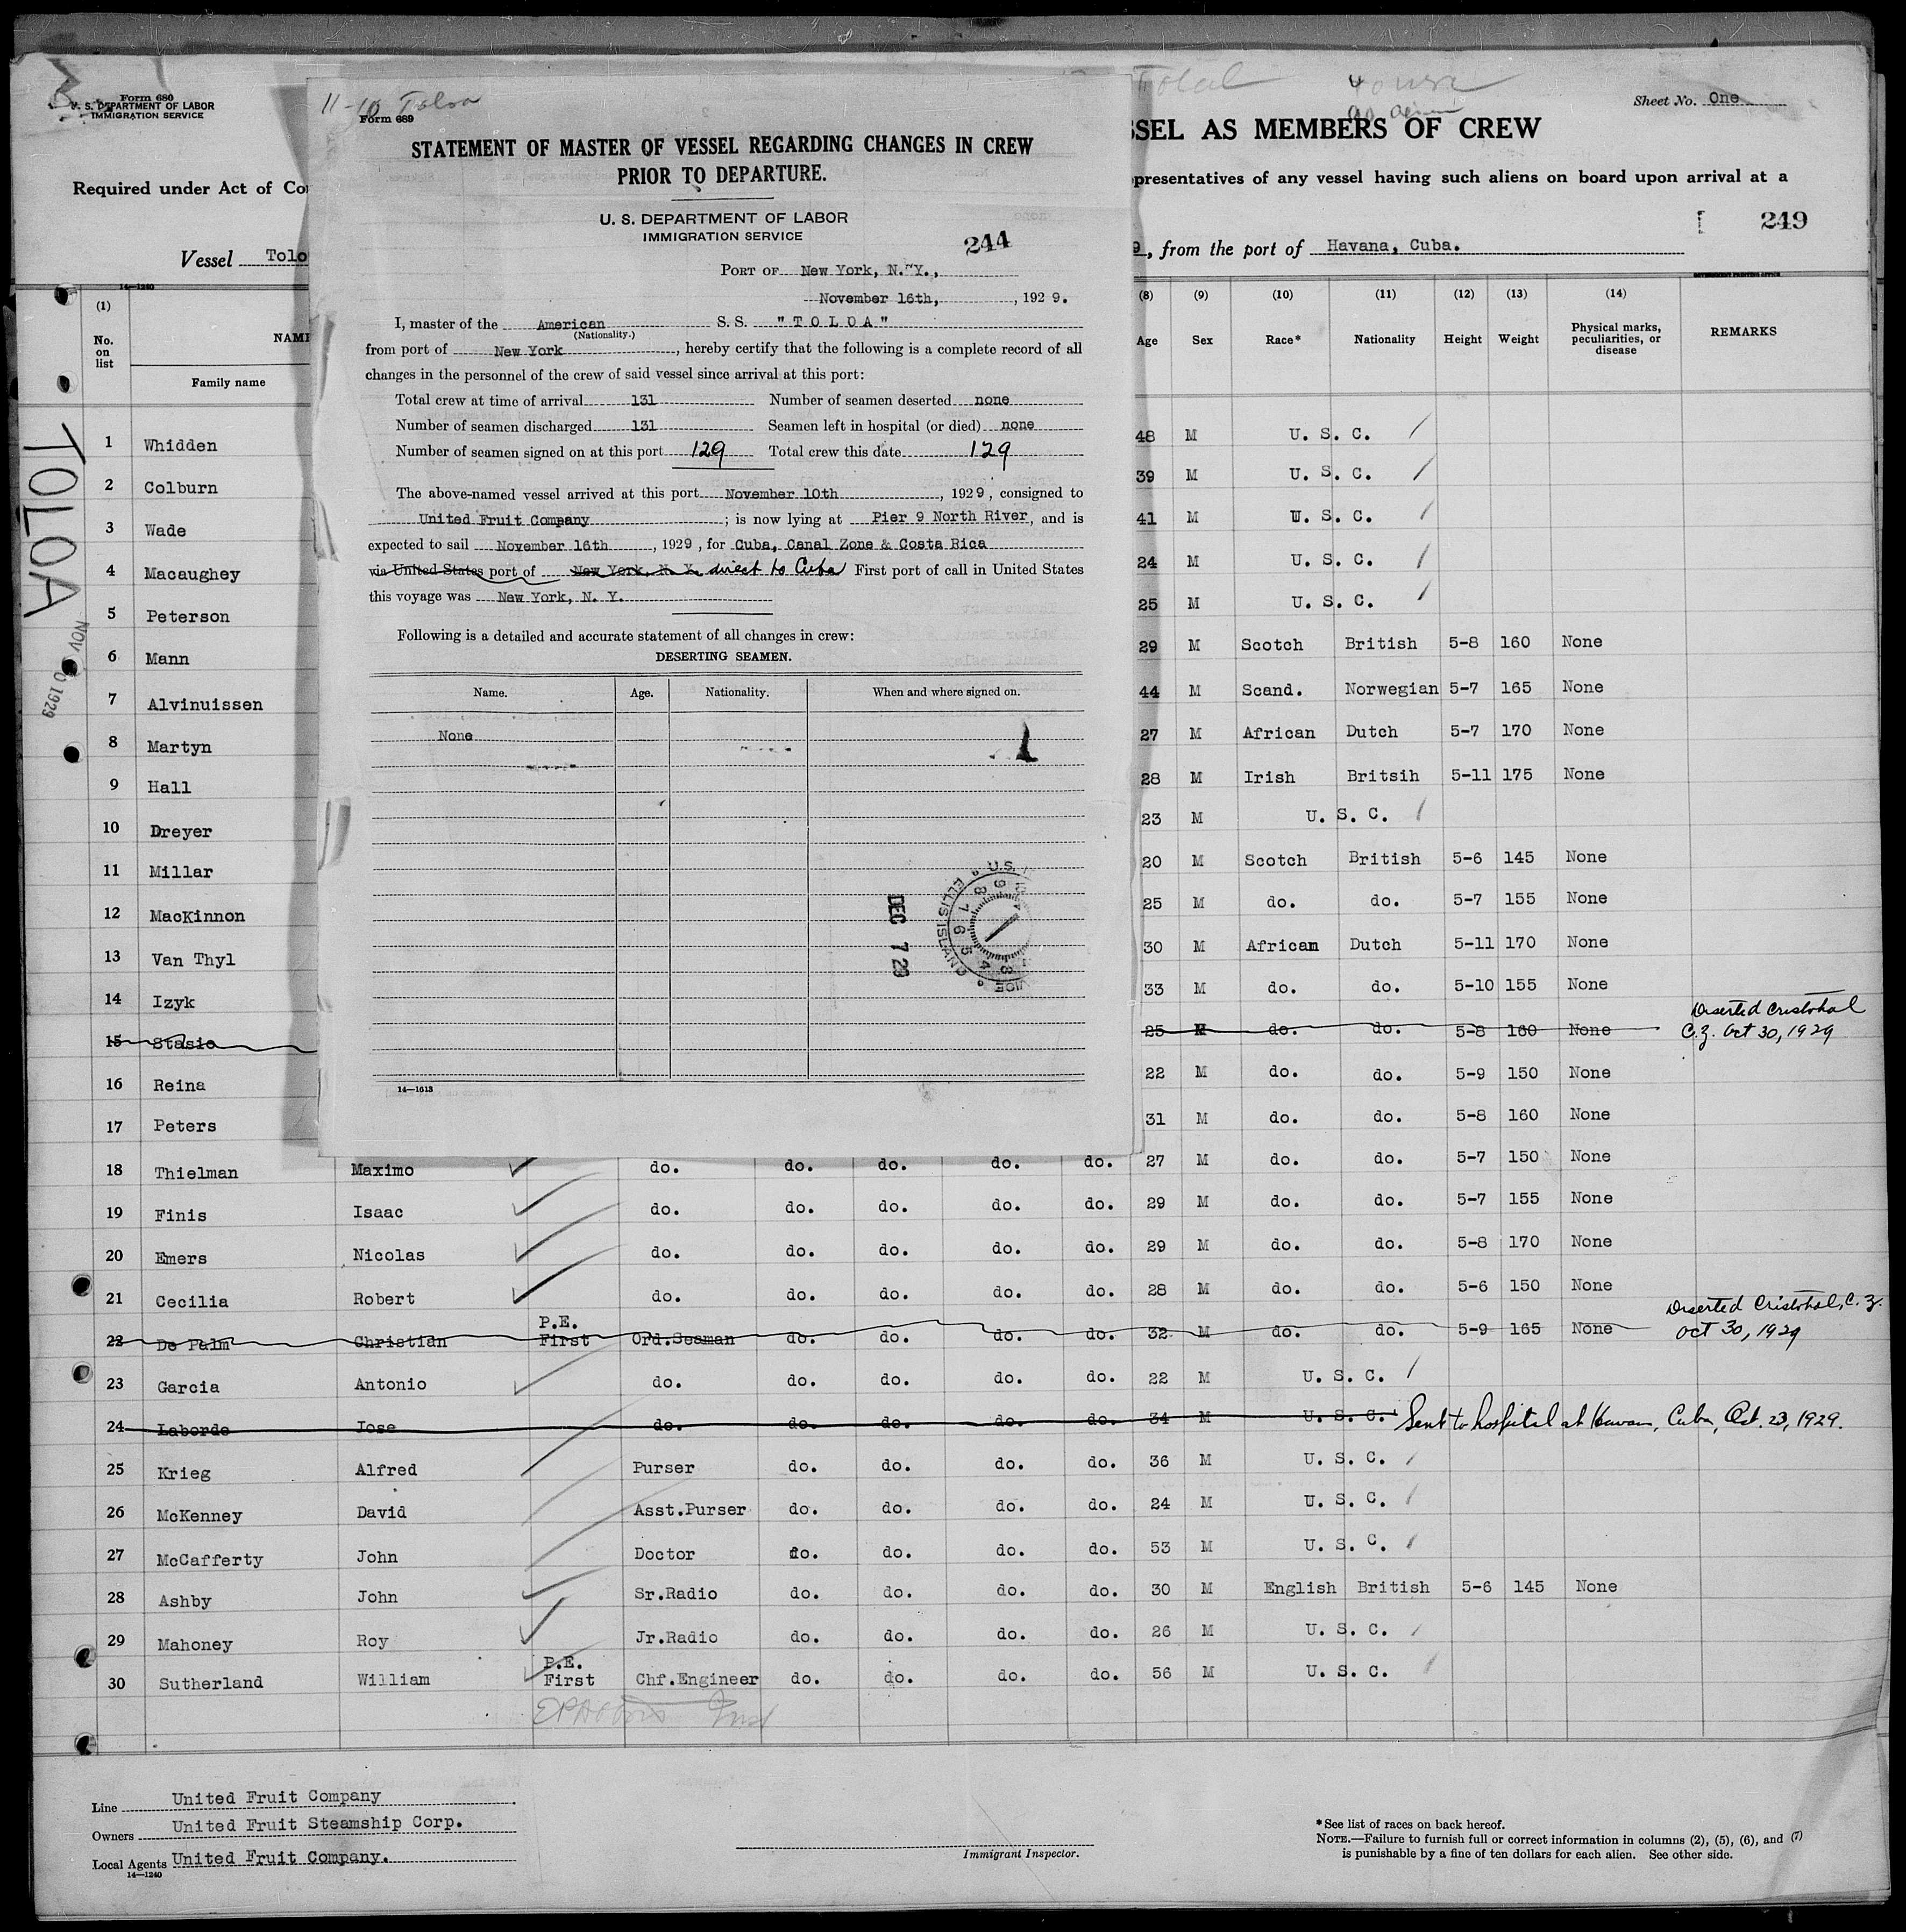 Form 680
U. S. DEPARTMENT OF LABOR
IMMIGRATION SERVICE
Required under Act of Co
Vessel Tolo
Total
Sheet No. One
SSEL AS MEMBERS OF CREW
presentatives of any vessel having such aliens on board upon arrival at a
249
9, from the port of Havana, Cuba.
11-10 Toloa
Form 689
STATEMENT OF MASTER OF VESSEL REGARDING CHANGES IN CREW
PRIOR TO DEPARTURE.
U. S. DEPARTMENT OF LABOR
IMMIGRATION SERVICE
244
PORT OF New York, N. Y.,
November 16th, , 1929.
I, master of the American S. S. "T O L O A"
(Nationality.)
from port of New York, hereby certify that the following is a complete record of all
changes in the personnel of the crew of said vessel since arrival at this port:
Total crew at time of arrival 131 Number of seamen deserted none
Number of seamen discharged 131 Seamen left in hospital (or died) none
Number of seamen signed on at this port 129 Total crew this date 129
The above-named vessel arrived at this port November 10th, 1929, consigned to
United Fruit Company; is now lying at Pier 9 North River, and is
expected to sail November 16th, 1929, for Cuba, Canal Zone & Costa Rica
via United States port of New York, N. Y. direct to Cuba First port of call in United States
this voyage was New York, N. Y.
Following is a detailed and accurate statement of all changes in crew:
DESERTING SEAMEN.
Name. Age. Nationality. When and where signed on.
None
DEC 7 29
U.S.
ELLIS ISLAND
14—1613
TOLOA
NOV 10 1929
14-1240
(1) (8) (9) (10) (11) (12) (13) (14)
No. on list NAM Family name Age Sex Race* Nationality Height Weight Physical marks, peculiarities, or disease REMARKS
1 Whidden 48 M U. S. C.
2 Colburn 39 M U. S. C.
3 Wade 41 M U. S. C.
4 Macaughey 24 M U. S. C.
5 Peterson 25 M U. S. C.
6 Mann 29 M Scotch British 5-8 160 None
7 Alvinuissen 44 M Scand. Norwegian 5-7 165 None
8 Martyn 27 M African Dutch 5-7 170 None
9 Hall 28 M Irish Britsih 5-11 175 None
10 Dreyer 23 M U. S. C.
11 Millar 20 M Scotch British 5-6 145 None
12 MacKinnon 25 M do. do. 5-7 155 None
13 Van Thyl 30 M African Dutch 5-11 170 None
14 Izyk 33 M do. do. 5-10 155 None
15 Stasie 25 M do. do. 5-8 160 None Deserted Cristobal C.Z. Oct 30, 1929
16 Reina 22 M do. do. 5-9 150 None
17 Peters 31 M do. do. 5-8 160 None
18 Thielman Maximo do. do. do. do. do. 27 M do. do. 5-7 150 None
19 Finis Isaac do. do. do. do. do. 29 M do. do. 5-7 155 None
20 Emers Nicolas do. do. do. do. do. 29 M do. do. 5-8 170 None
21 Cecilia Robert do. do. do. do. do. 28 M do. do. 5-6 150 None
22 De Palm Christian P.E. First Ord.Seaman do. do. do. do. 32 M do. do. 5-9 165 None Deserted Cristobal, C.Z. Oct 30, 1929
23 Garcia Antonio do. do. do. do. do. 22 M U. S. C.
24 Laborde Jose do. do. do. do. do. 34 M U. S. C. Sent to hospital at Havana, Cuba, Oct. 23, 1929.
25 Krieg Alfred Purser do. do. do. do. 36 M U. S. C.
26 McKenney David Asst.Purser do. do. do. do. 24 M U. S. C.
27 McCafferty John Doctor do. do. do. do. 53 M U. S. C.
28 Ashby John Sr.Radio do. do. do. do. 30 M English British 5-6 145 None
29 Mahoney Roy Jr.Radio do. do. do. do. 26 M U. S. C.
30 Sutherland William P.E. First Chf.Engineer do. do. do. do. 56 M U. S. C.
Line United Fruit Company
Owners United Fruit Steamship Corp.
Local Agents United Fruit Company.
14—1240
Immigrant Inspector.
*See list of races on back hereof.
NOTE.—Failure to furnish full or correct information in columns (2), (5), (6), and (7)
is punishable by a fine of ten dollars for each alien. See other side.